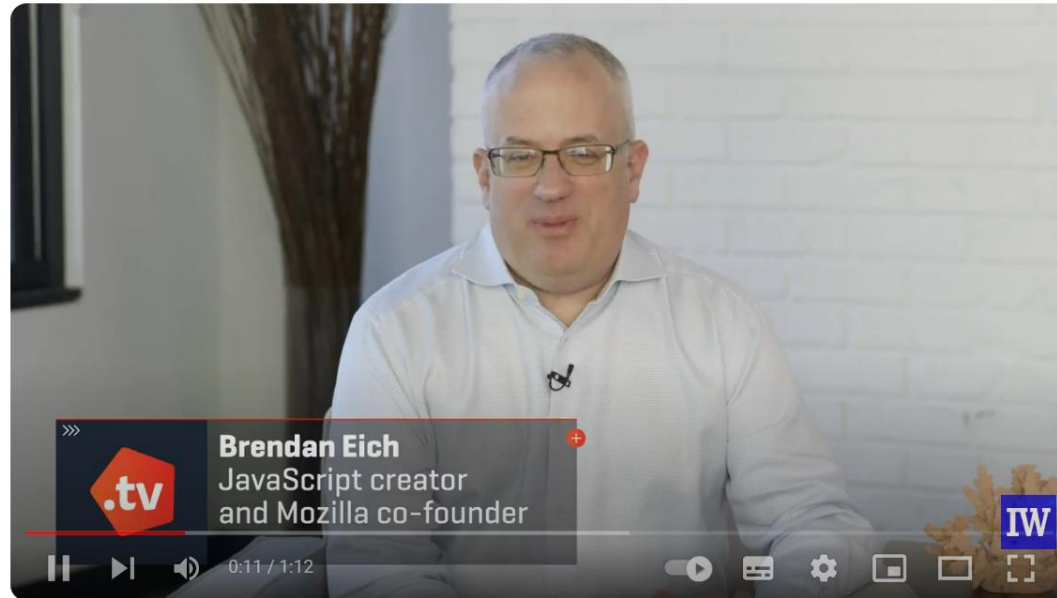 .tv
Brendan Eich
JavaScript creator
and Mozilla co-founder
IW
0:11 / 1:12